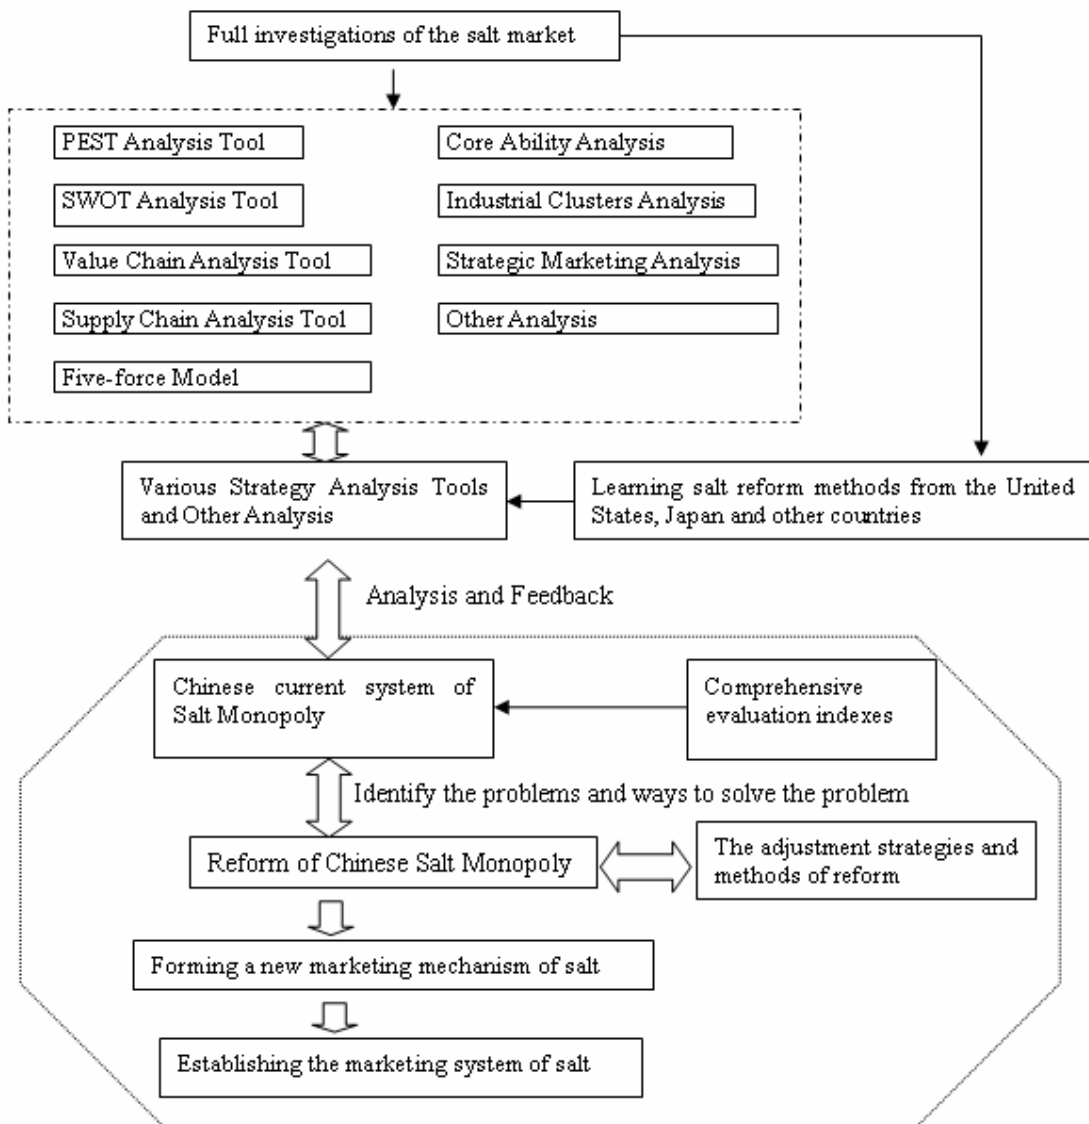 Full investigations of the salt market
PEST Analysis Tool
Core Ability Analysis
SWOT Analysis Tool
Industrial Clusters Analysis
Value Chain Analysis Tool
Strategic Marketing Analysis
Supply Chain Analysis Tool
Other Analysis
Five-force Model
Various Strategy Analysis Tools
and Other Analysis
Learning salt reform methods from the United
States, Japan and other countries
Analysis and Feedback
Chinese current system of
Salt Monopoly
Comprehensive
evaluation indexes
Identify the problems and ways to solve the problem
Reform of Chinese Salt Monopoly
The adjustment strategies and
methods of reform
Forming a new marketing mechanism of salt
Establishing the marketing system of salt